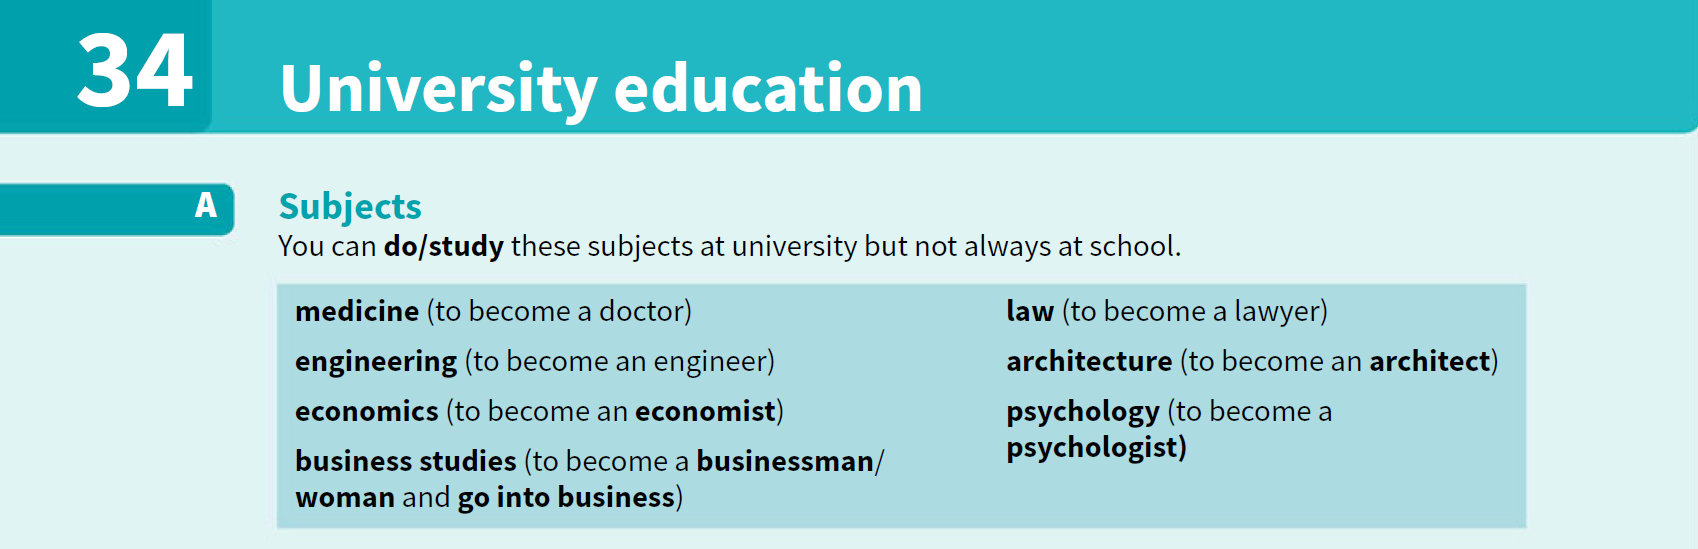 34
University education
A
Subjects
You can do/study these subjects at university but not always at school.
medicine (to become a doctor)
engineering (to become an engineer)
economics (to become an economist)
business studies (to become a businessman/
woman and go into business)
law (to become a lawyer)
architecture (to become an architect)
psychology (to become a
psychologist)